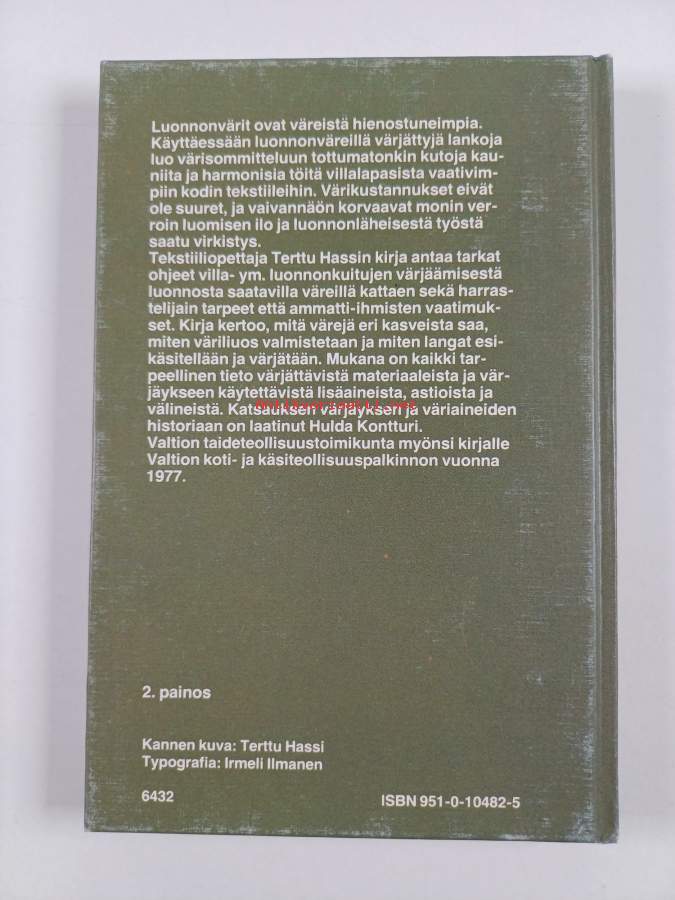 Luonnonvärit ovat väreistä hienostuneimpia.
Käyttäessään luonnonväreillä värjättyjä lankoja
luo värisommitteluun tottumatonkin kutoja kau-
niita ja harmonisia töitä villalapasista vaativim-
piin kodin tekstiileihin. Värikustannukset eivät
ole suuret, ja vaivannäön korvaavat monin ver-
roin luomisen ilo ja luonnonläheisestä työstä
saatu virkistys.
Tekstiiliopettaja Terttu Hassin kirja antaa tarkat
ohjeet villa- ym. luonnonkuitujen värjäämisestä
luonnosta saatavilla väreillä kattaen sekä harras-
telijain tarpeet että ammatti-ihmisten vaatimuk-
set. Kirja kertoo, mitä värejä eri kasveista saa,
miten väriliuos valmistetaan ja miten langat esi-
käsitellään ja värjätään. Mukana on kaikki tar-
peellinen tieto värjättävistä materiaaleista ja vär-
jäykseen käytettävistä lisäaineista, astioista ja
välineistä. Katsauksen värjäyksen ja väriaineiden
historiaan on laatinut Hulda Kontturi.
Valtion taideteollisuustoimikunta myönsi kirjalle
Valtion koti- ja käsiteollisuuspalkinnon vuonna
1977.
2. painos
Kannen kuva: Terttu Hassi
Typografia: Irmeli Ilmanen
6432 ISBN 951-0-10482-5